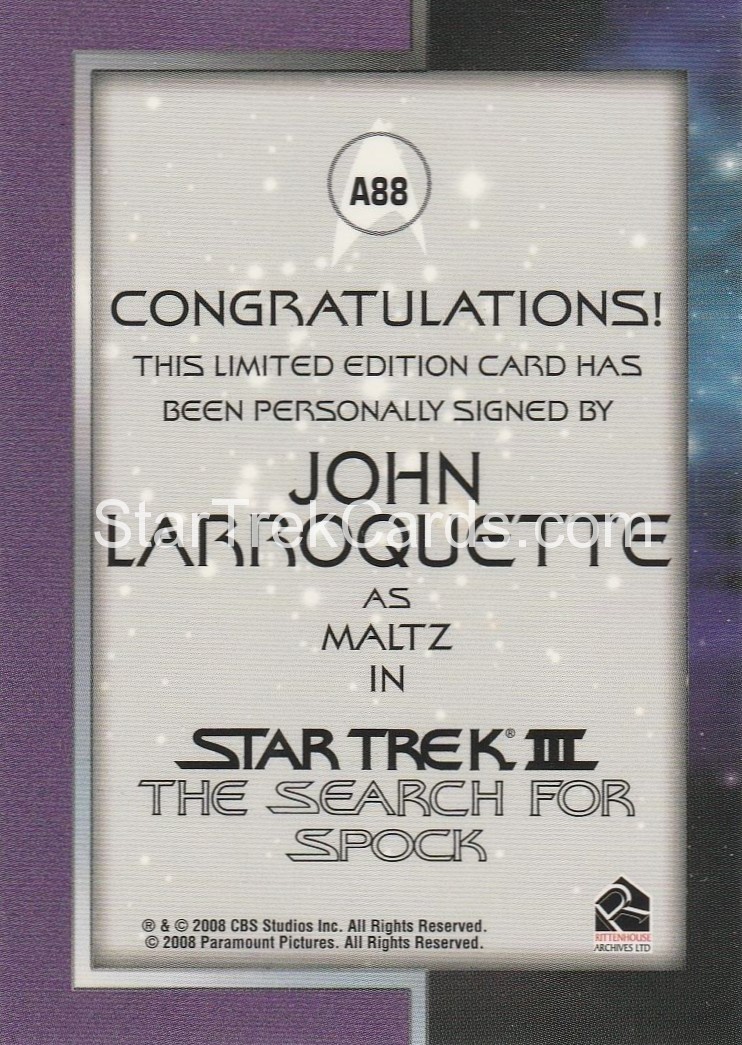 A88
CONGRATULATIONS!
THIS LIMITED EDITION CARD HAS
BEEN PERSONALLY SIGNED BY
JOHN
LARROQUETTE
StarTrekCards.com
AS
MALTZ
IN
STAR TREK® III
THE SEARCH FOR
SPOCK
® & © 2008 CBS Studios Inc. All Rights Reserved.
© 2008 Paramount Pictures. All Rights Reserved.
RITTENHOUSE
ARCHIVES LTD